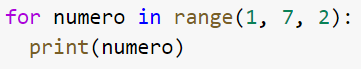 for numero in range(1, 7, 2):
  print(numero)